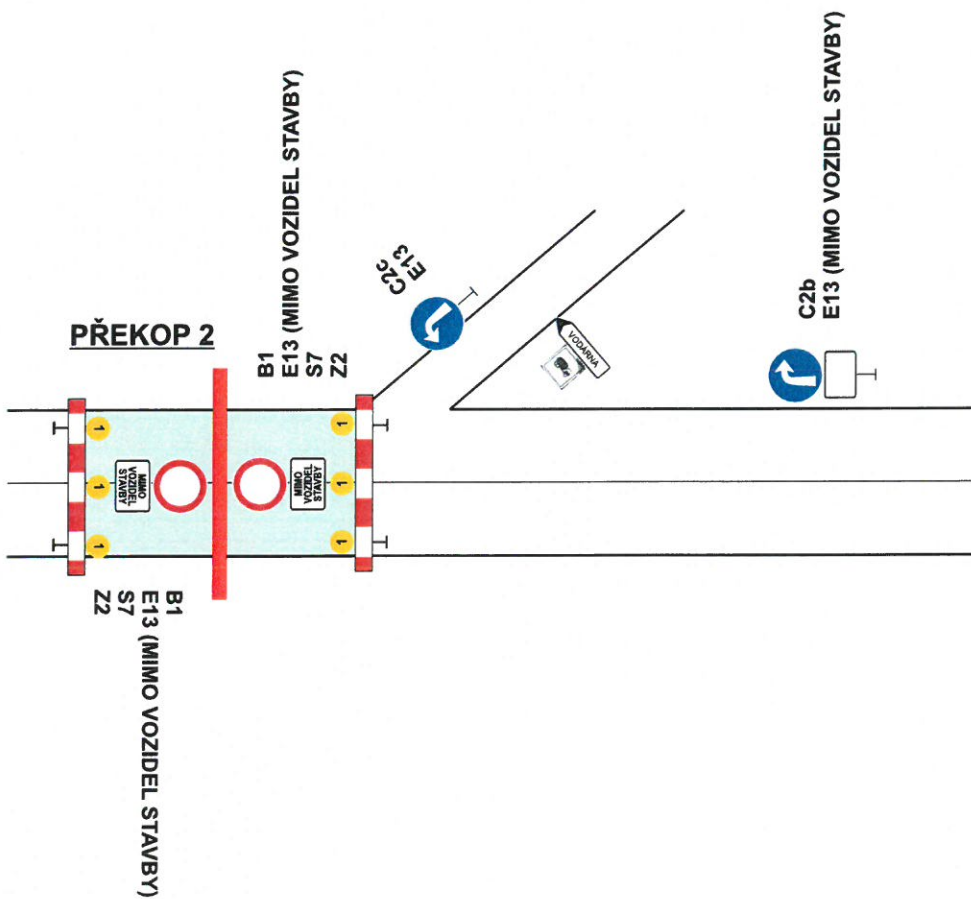 PŘEKOP 2
B1
E13 (MIMO VOZIDEL STAVBY)
S7
Z2
C2c
E13
C2b
E13 (MIMO VOZIDEL STAVBY)
VODÁRNA
1
1
1
MIMO
VOZIDEL
STAVBY
MIMO
VOZIDEL
STAVBY
1
1
1
B1
E13 (MIMO VOZIDEL STAVBY)
S7
Z2